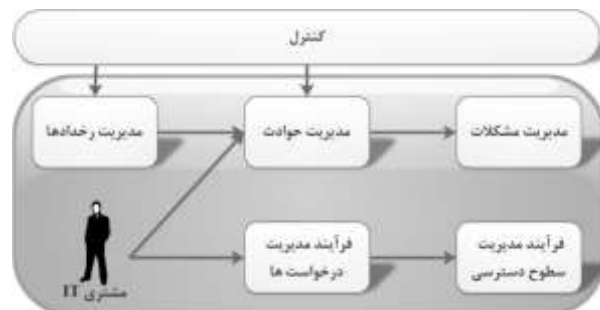 کنترل
مدیریت رخدادها
مدیریت حوادث
مدیریت مشکلات
مشتری IT
فرآیند مدیریت
درخواست ها
فرآیند مدیریت
سطوح دسترسی